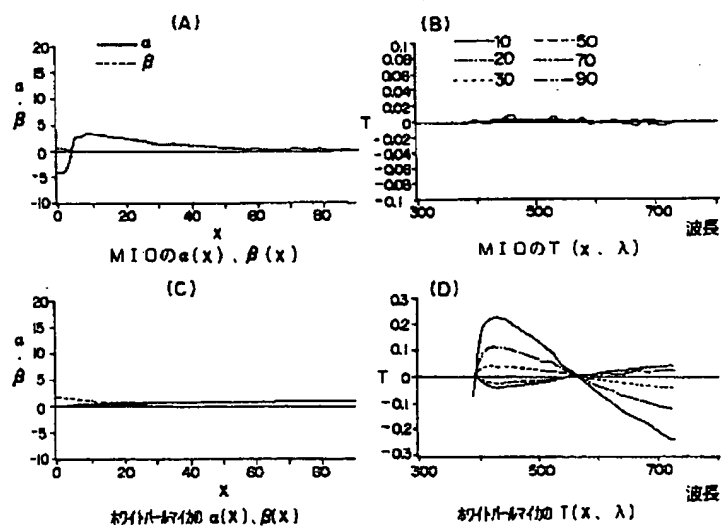 (A)
α
β
20
15
10
5
0
-5
-10
α・β
0 20 40 60 80
χ
MIOのα(χ)、β(χ)
(B)
10 50
20 70
30 90
0.1
0.08
0.06
0.04
0.02
T 0
-0.02
-0.04
-0.06
-0.08
-0.1
300 500 700
波長
MIOのT(χ、λ)
(C)
20
15
10
5
0
-5
-10
α・β
0 20 40 60 80
χ
ホワイトパールマイカの α(χ)、β(χ)
(D)
0.3
0.2
0.1
T 0
-0.1
-0.2
-0.3
300 500 700
波長
ホワイトパールマイカの T(χ、λ)